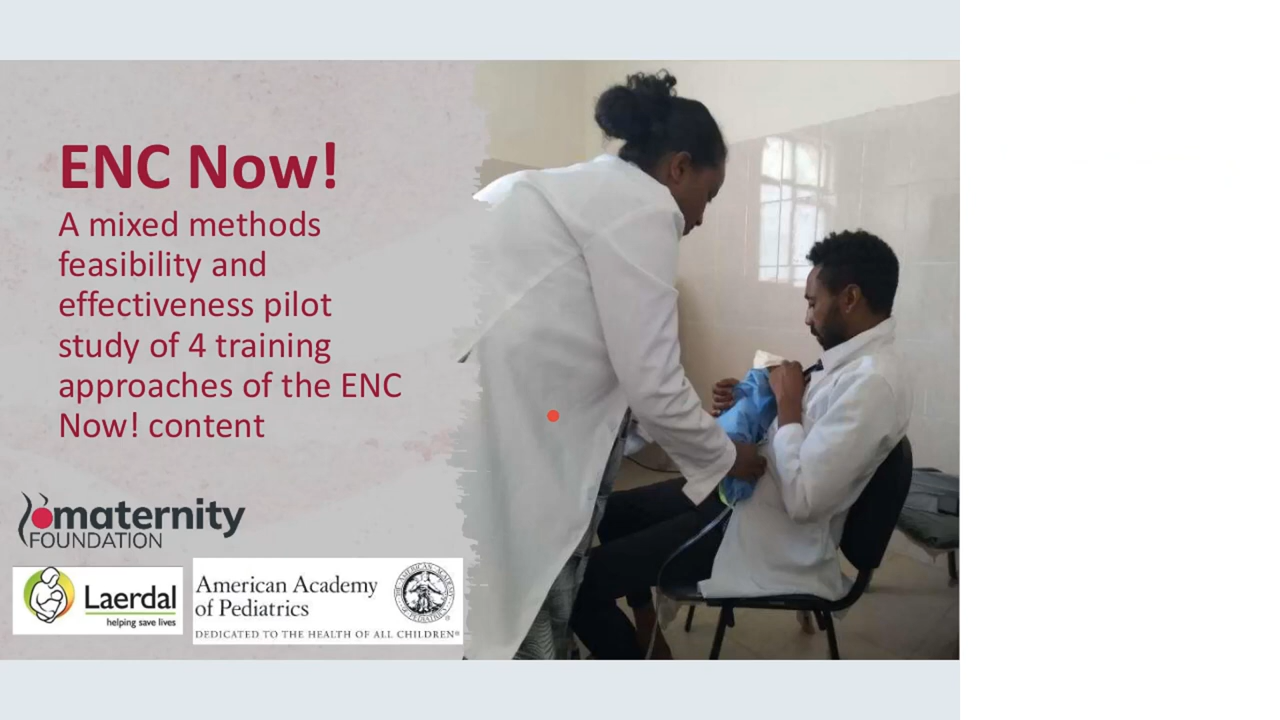 ENC Now!
A mixed methods
feasibility and
effectiveness pilot
study of 4 training
approaches of the ENC
Now! content
maternity
FOUNDATION
Laerdal
helping save lives
American Academy
of Pediatrics
DEDICATED TO THE HEALTH OF ALL CHILDREN®